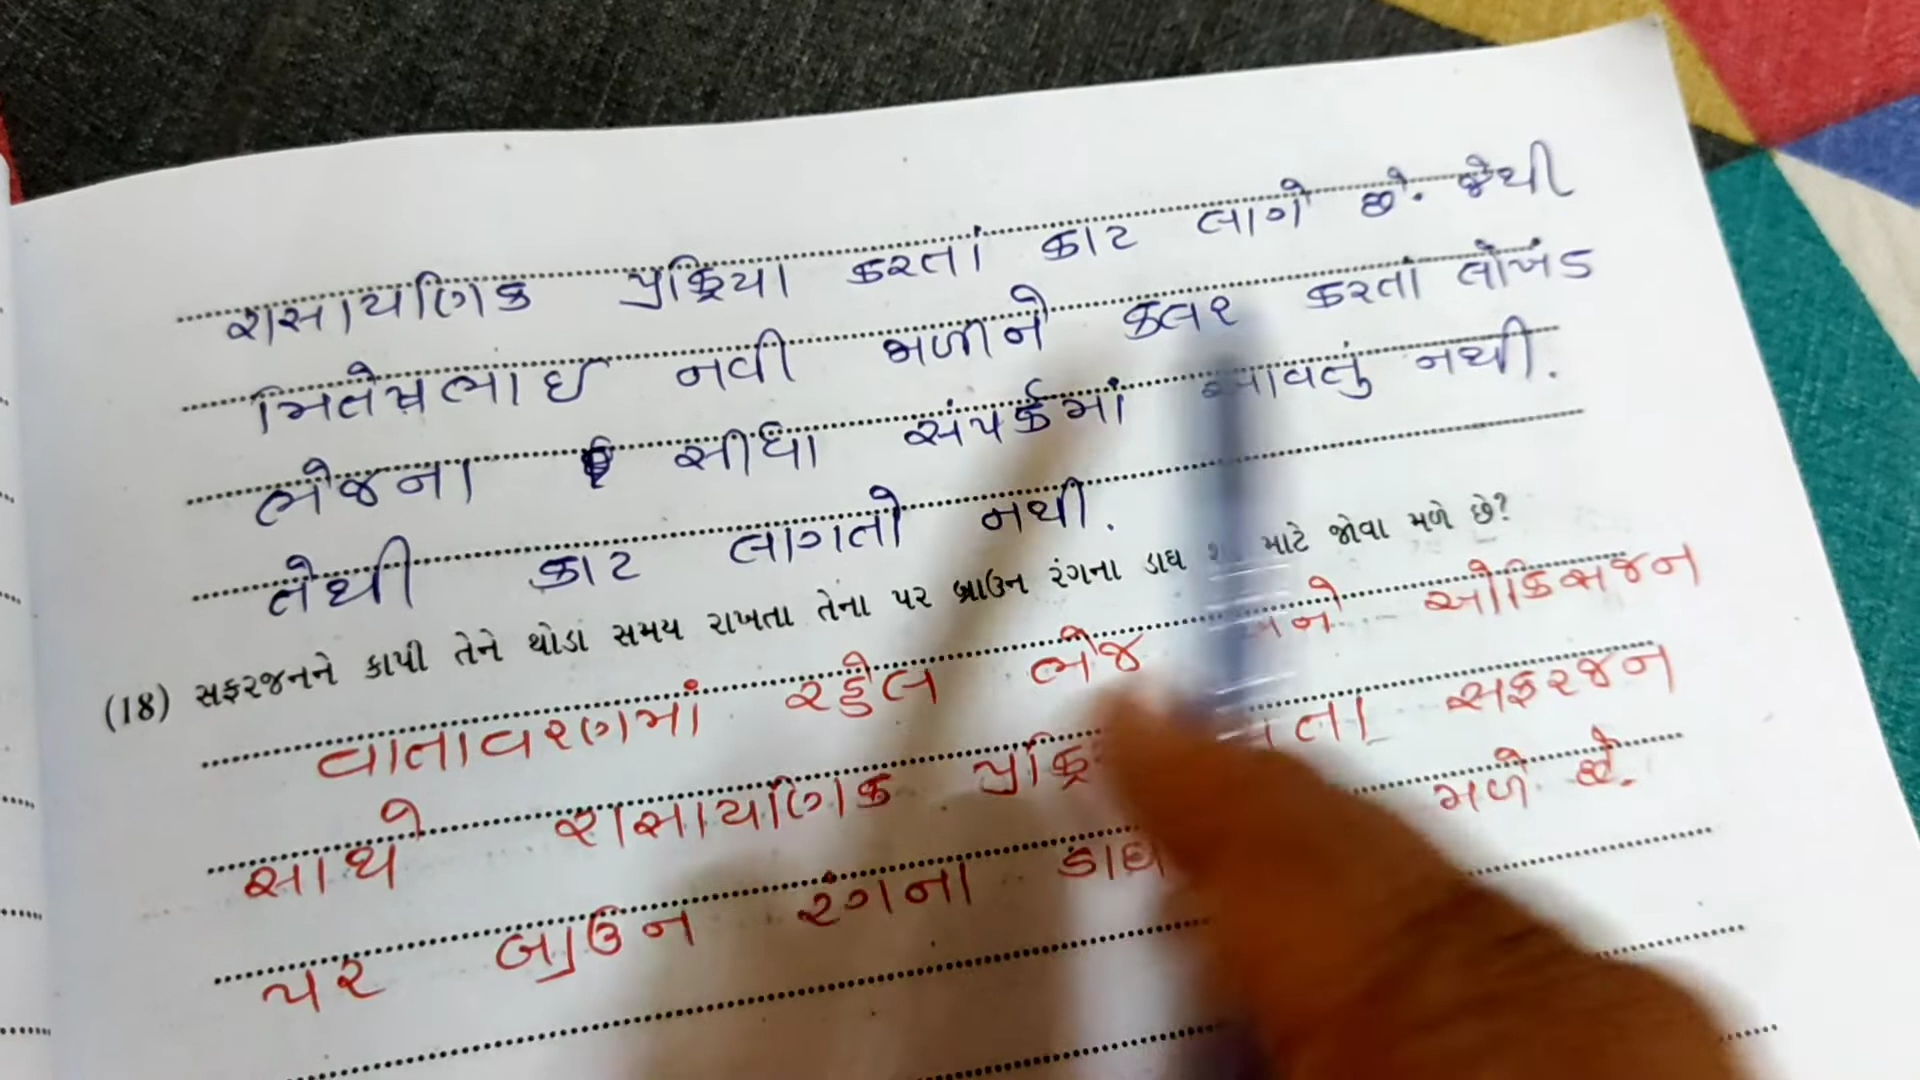 રાસાયણિક પ્રક્રિયા કરતાં કાટ લાગે છે. જેથી
મિતેષભાઇ નવી જાળીને કલર કરતાં લોખંડ
ભેજના સીધા સંપર્કમાં આવતું નથી.
તેથી કાટ લાગતો નથી.
(18) સફરજનને કાપી તેને થોડા સમય રાખતા તેના પર બ્રાઉન રંગના ડાઘ માટે જોવા મળે છે?
વાતાવરણમાં રહેલ ભેજ ઓક્સિજન
સાથે રાસાયણિક સફરજન
પર બ્રાઉન રંગના ડાઘ મળે છે.